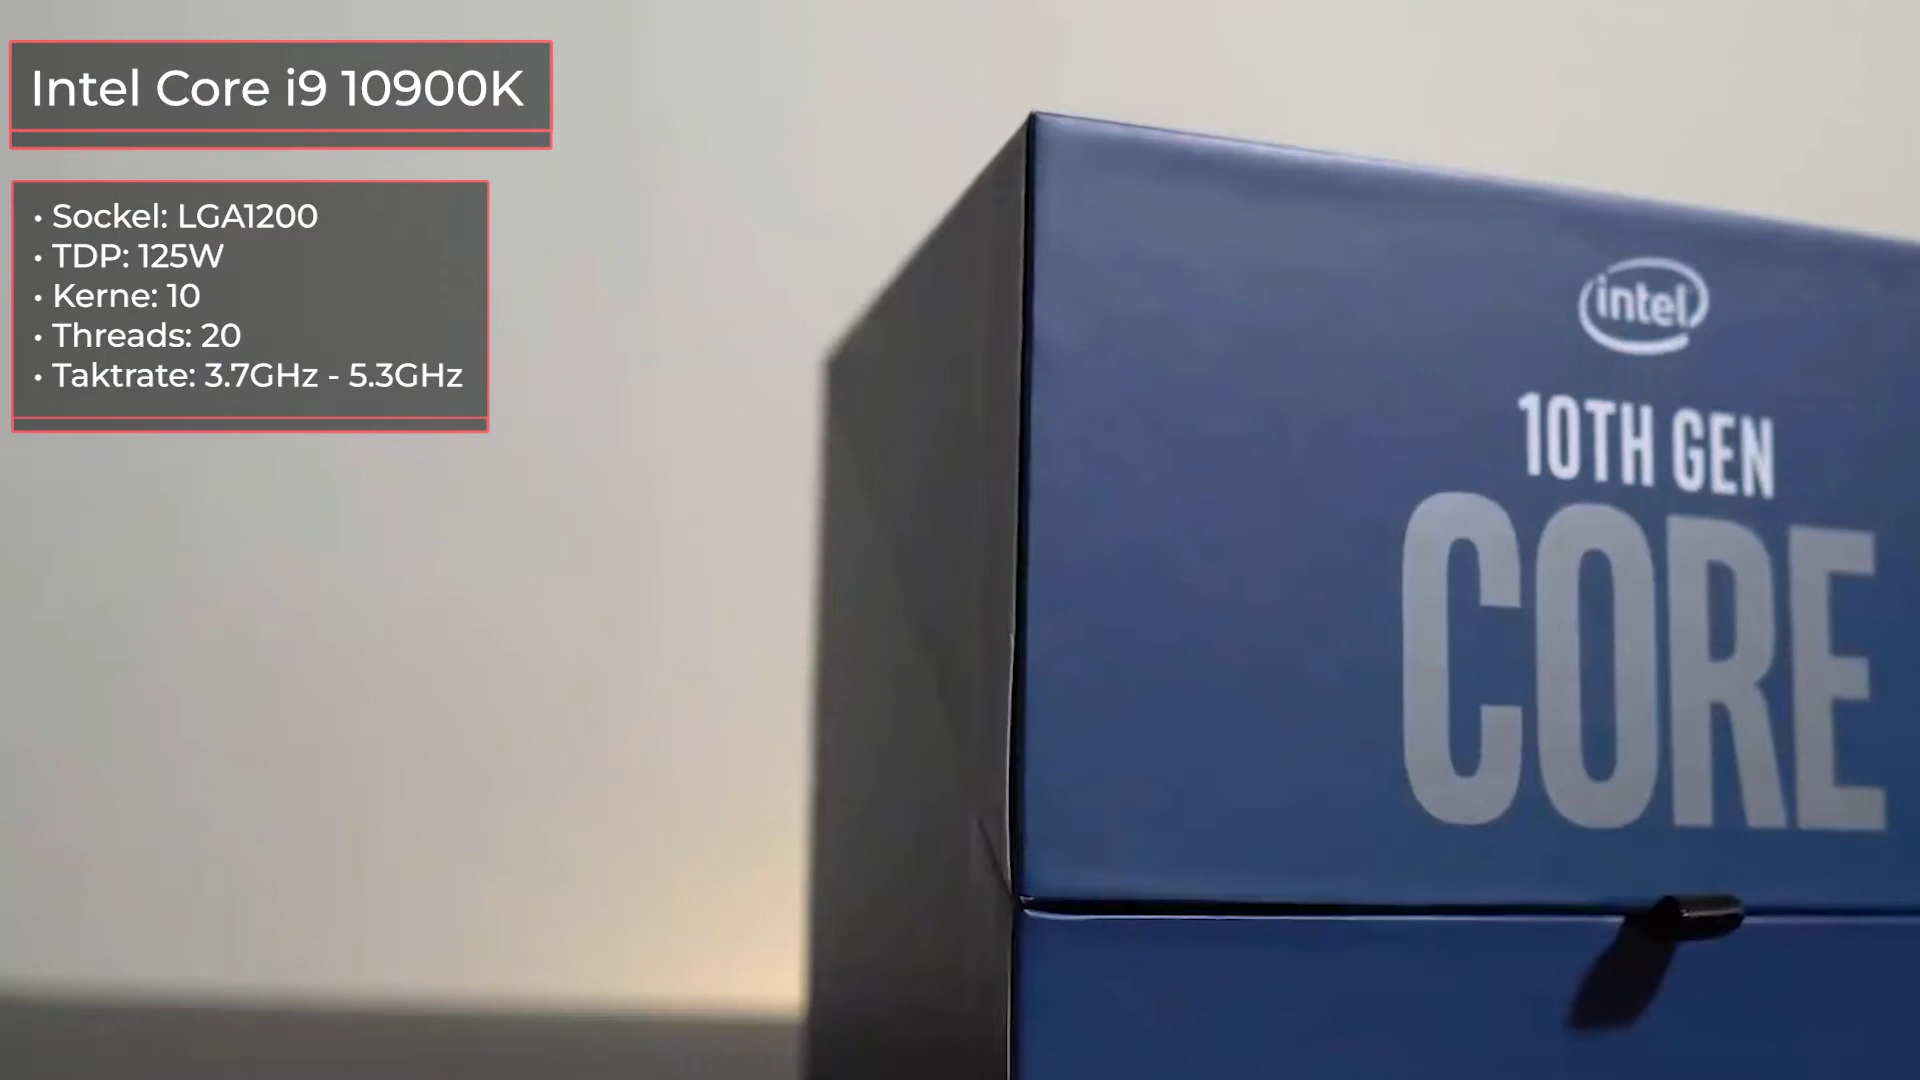 Intel Core i9 10900K
• Sockel: LGA1200
• TDP: 125W
• Kerne: 10
• Threads: 20
• Taktrate: 3.7GHz - 5.3GHz
intel
10TH GEN
CORE